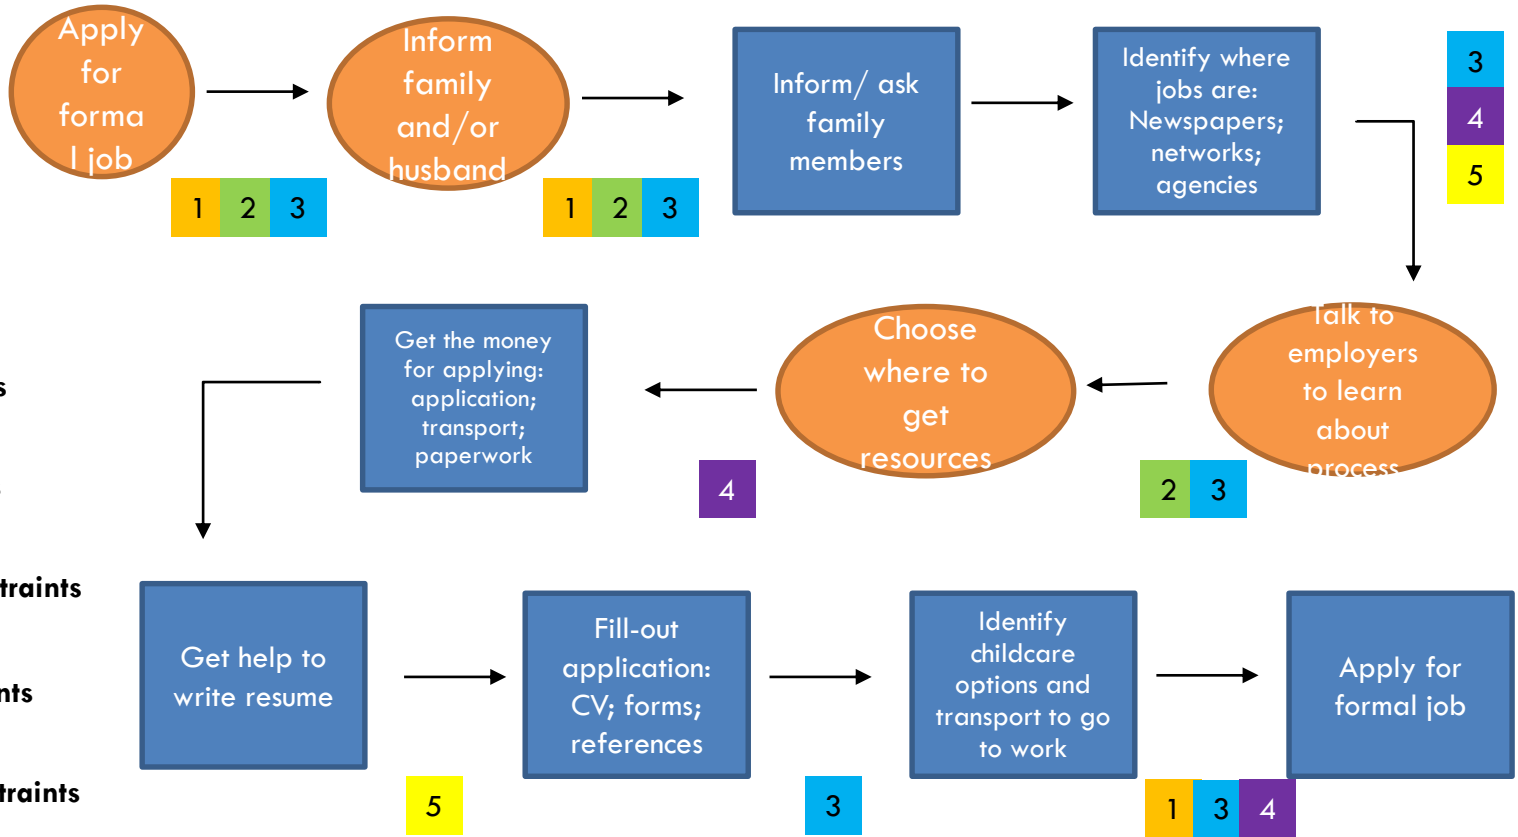 Apply
for
forma
l job
1 2 3
Inform
family
and/or
husband
1 2 3
Inform/ ask
family
members
Identify where
jobs are:
Newspapers;
networks;
agencies
3
4
5
Talk to
employers
to learn
about
process
2 3
Choose
where to
get
resources
4
Get the money
for applying:
application;
transport;
paperwork
s
traints
nts
traints
Get help to
write resume
5
Fill-out
application:
CV; forms;
references
3
Identify
childcare
options and
transport to go
to work
1 3 4
Apply for
formal job